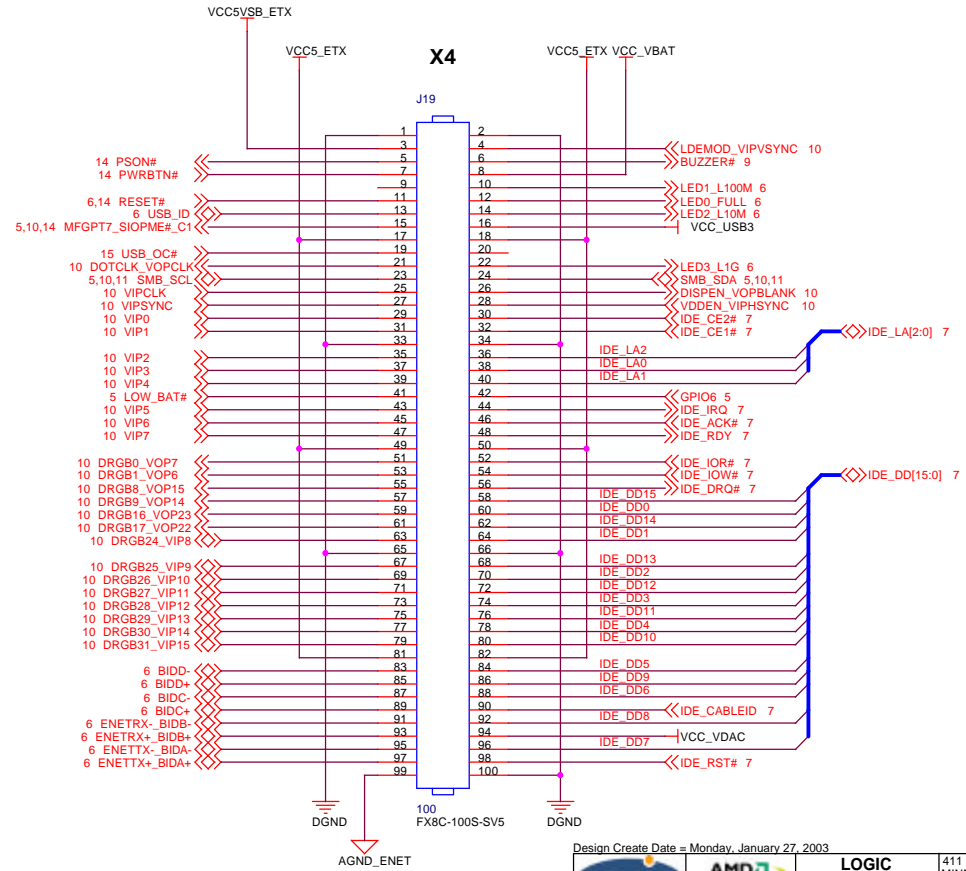 VCC5VSB_ETX
VCC5_ETX
X4
VCC5_ETX VCC_VBAT
J19
1 2
3 4 LDEMOD_VIPVSYNC 10
14 PSON# 5 6 BUZZER# 9
14 PWRBTN# 7 8
9 10 LED1_L100M 6
6,14 RESET# 11 12 LED0_FULL 6
6 USB_ID 13 14 LED2_L10M 6
5,10,14 MFGPT7_SIOPME#_C1 15 16 VCC_USB3
17 18
15 USB_OC# 19 20
10 DOTCLK_VOPCLK 21 22 LED3_L1G 6
5,10,11 SMB_SCL 23 24 SMB_SDA 5,10,11
10 VIPCLK 25 26 DISPEN_VOPBLANK 10
10 VIPSYNC 27 28 VDDEN_VIPHSYNC 10
10 VIP0 29 30 IDE_CE2# 7
10 VIP1 31 32 IDE_CE1# 7
33 34 IDE_LA[2:0] 7
10 VIP2 35 36 IDE_LA2
10 VIP3 37 38 IDE_LA0
10 VIP4 39 40 IDE_LA1
5 LOW_BAT# 41 42 GPIO6 5
10 VIP5 43 44 IDE_IRQ 7
10 VIP6 45 46 IDE_ACK# 7
10 VIP7 47 48 IDE_RDY 7
49 50
10 DRGB0_VOP7 51 52 IDE_IOR# 7
10 DRGB1_VOP6 53 54 IDE_IOW# 7 IDE_DD[15:0] 7
10 DRGB8_VOP15 55 56 IDE_DRQ# 7
10 DRGB9_VOP14 57 58 IDE_DD15
10 DRGB16_VOP23 59 60 IDE_DD0
10 DRGB17_VOP22 61 62 IDE_DD14
10 DRGB24_VIP8 63 64 IDE_DD1
65 66
10 DRGB25_VIP9 67 68 IDE_DD13
10 DRGB26_VIP10 69 70 IDE_DD2
10 DRGB27_VIP11 71 72 IDE_DD12
10 DRGB28_VIP12 73 74 IDE_DD3
10 DRGB29_VIP13 75 76 IDE_DD11
10 DRGB30_VIP14 77 78 IDE_DD4
10 DRGB31_VIP15 79 80 IDE_DD10
81 82
6 BIDD- 83 84 IDE_DD5
6 BIDD+ 85 86 IDE_DD9
6 BIDC- 87 88 IDE_DD6
6 BIDC+ 89 90 IDE_CABLEID 7
6 ENETRX-_BIDB- 91 92 IDE_DD8
6 ENETRX+_BIDB+ 93 94 VCC_VDAC
6 ENETTX-_BIDA- 95 96 IDE_DD7
6 ENETTX+_BIDA+ 97 98 IDE_RST# 7
99 100
100
FX8C-100S-SV5
DGND
DGND
AGND_ENET
Design Create Date = Monday, January 27, 2003
AMD
LOGIC
411